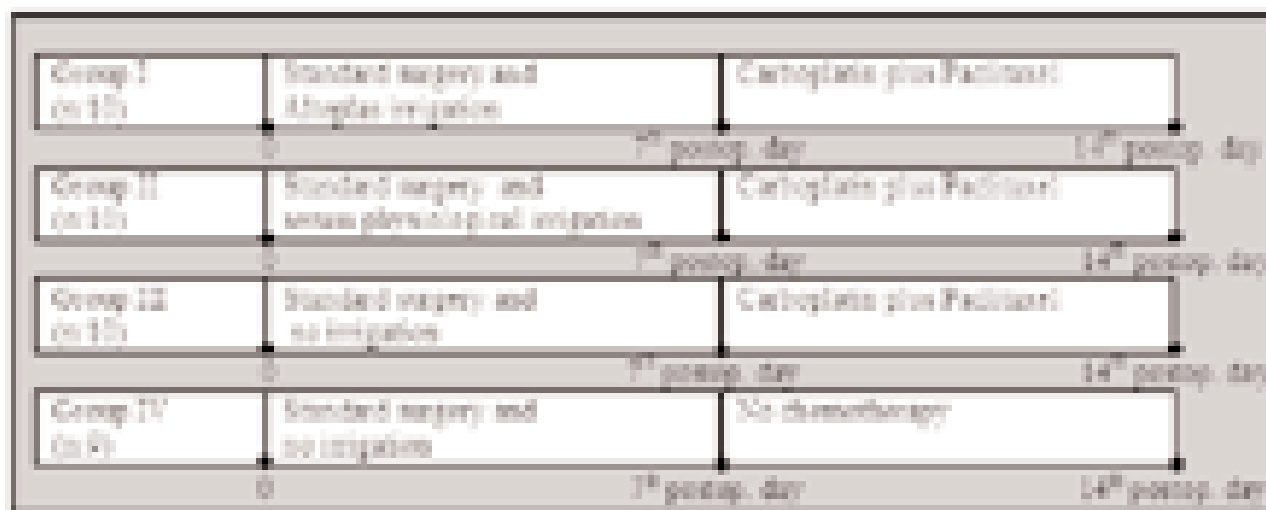 Group I Standard surgery and Carboplatin plus Paclitaxel
(n:10) irrigation
0 7th postop. day 14th postop. day
Group II Standard surgery and Carboplatin plus Paclitaxel
(n:10) serum physiological irrigation
0 7th postop. day 14th postop. day
Group III Standard surgery and Carboplatin plus Paclitaxel
(n:10) no irrigation
0 7th postop. day 14th postop. day
Group IV Standard surgery and No chemotherapy
(n:9) no irrigation
0 7th postop. day 14th postop. day